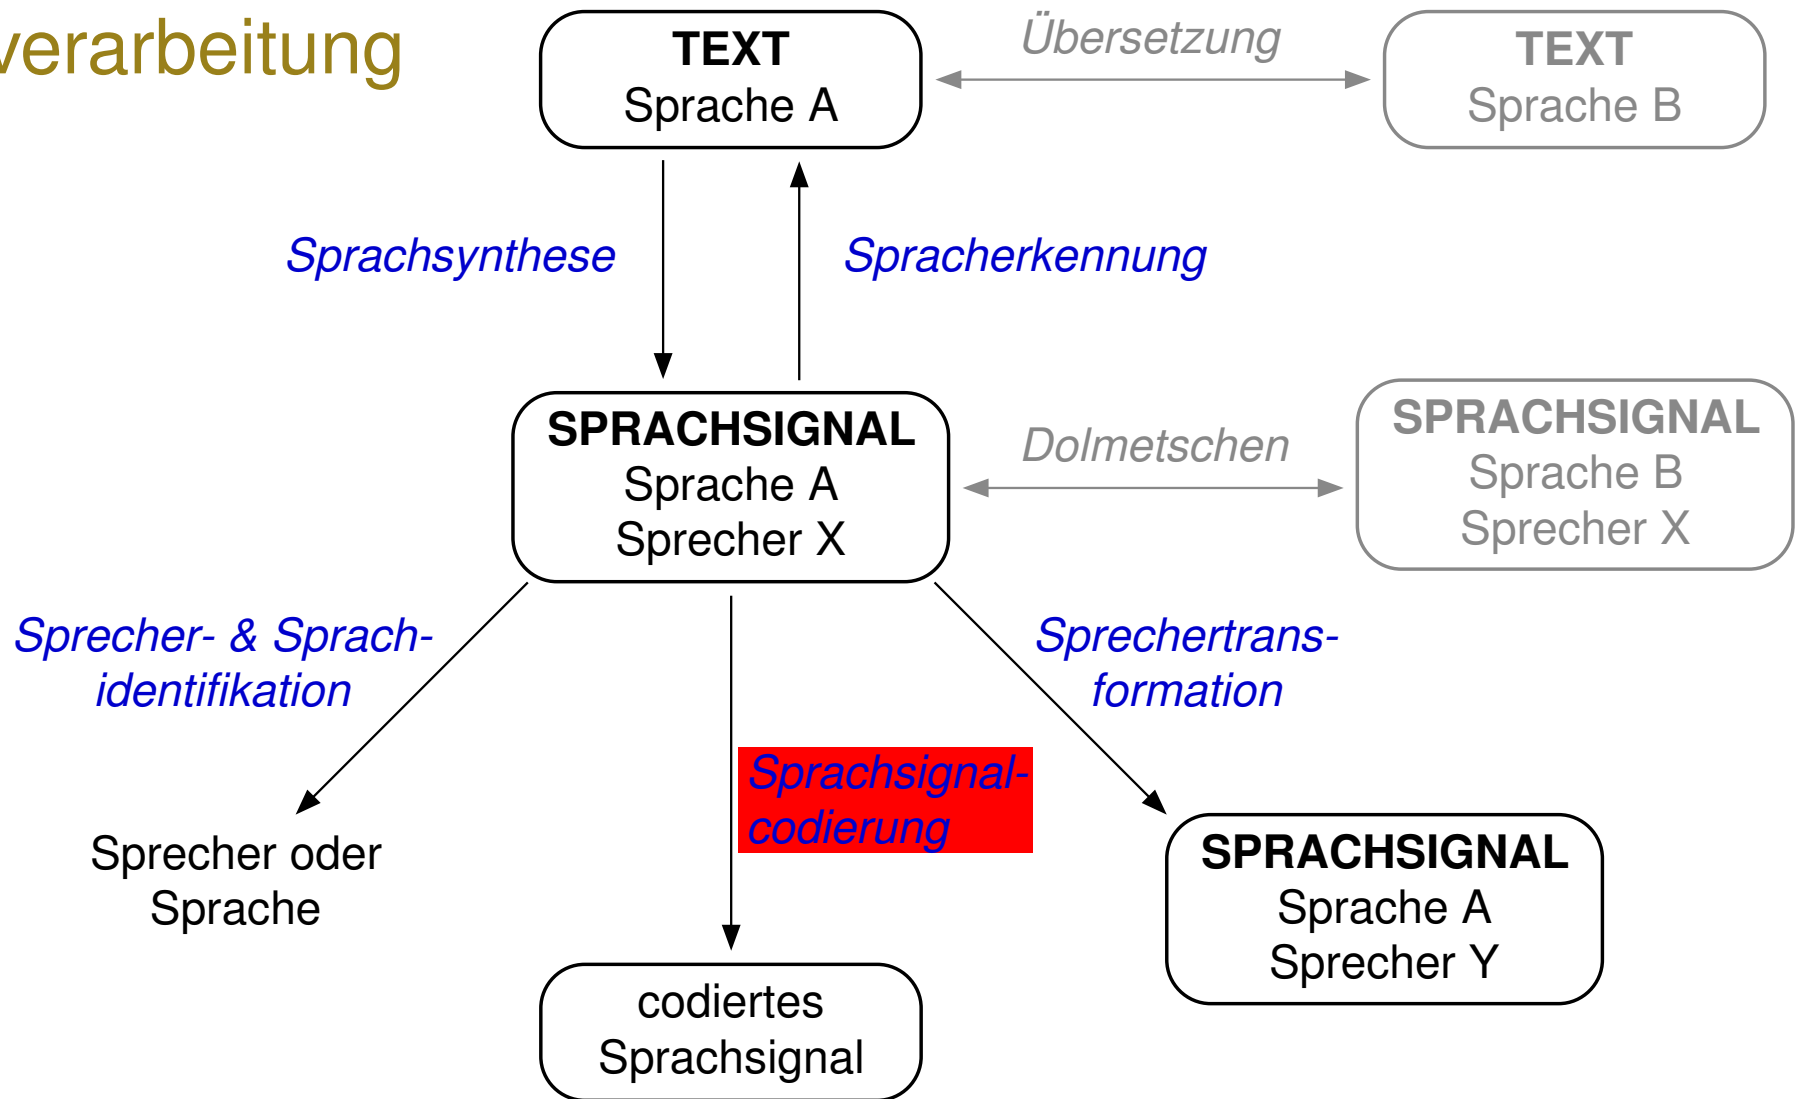 verarbeitung
TEXT
Sprache A
Übersetzung
TEXT
Sprache B
Sprachsynthese
Spracherkennung
SPRACHSIGNAL
Sprache A
Sprecher X
Dolmetschen
SPRACHSIGNAL
Sprache B
Sprecher X
Sprecher- & Sprach-
identifikation
Sprechertrans-
formation
Sprachsignal-
codierung
Sprecher oder
Sprache
SPRACHSIGNAL
Sprache A
Sprecher Y
codiertes
Sprachsignal